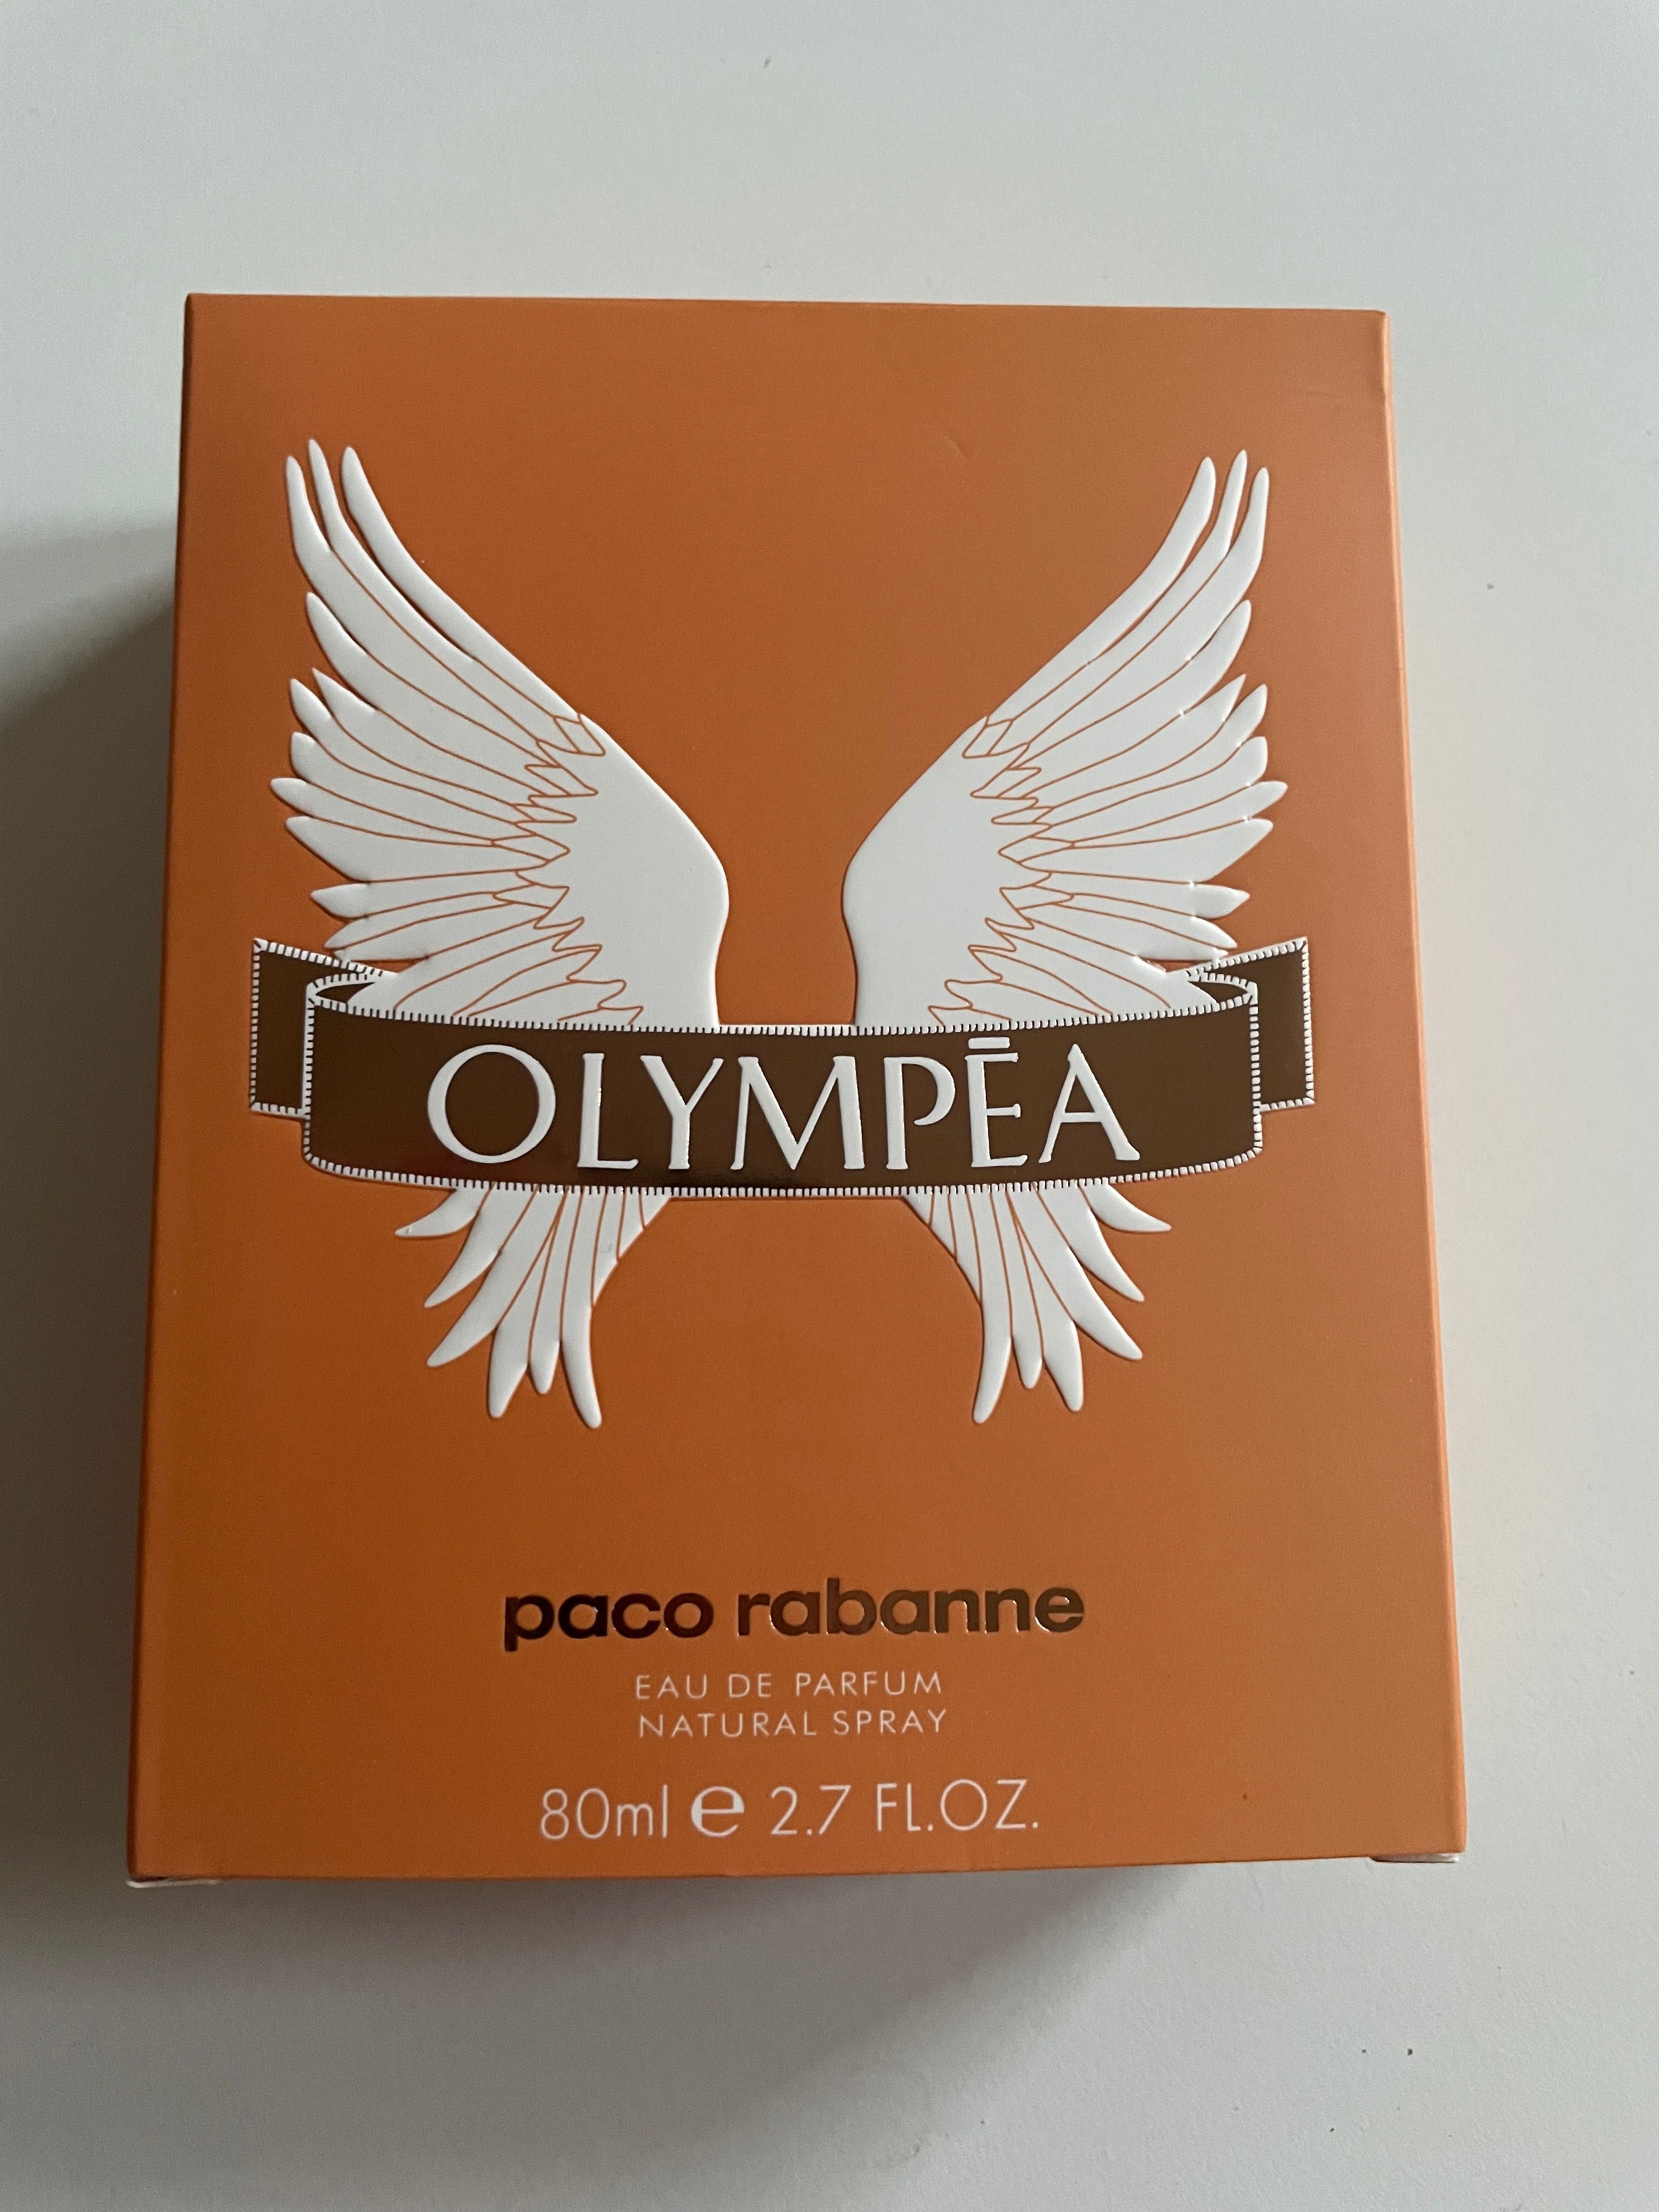 OLYMPĒA
paco rabanne
EAU DE PARFUM
NATURAL SPRAY
80ml ℮ 2.7 FL.OZ.